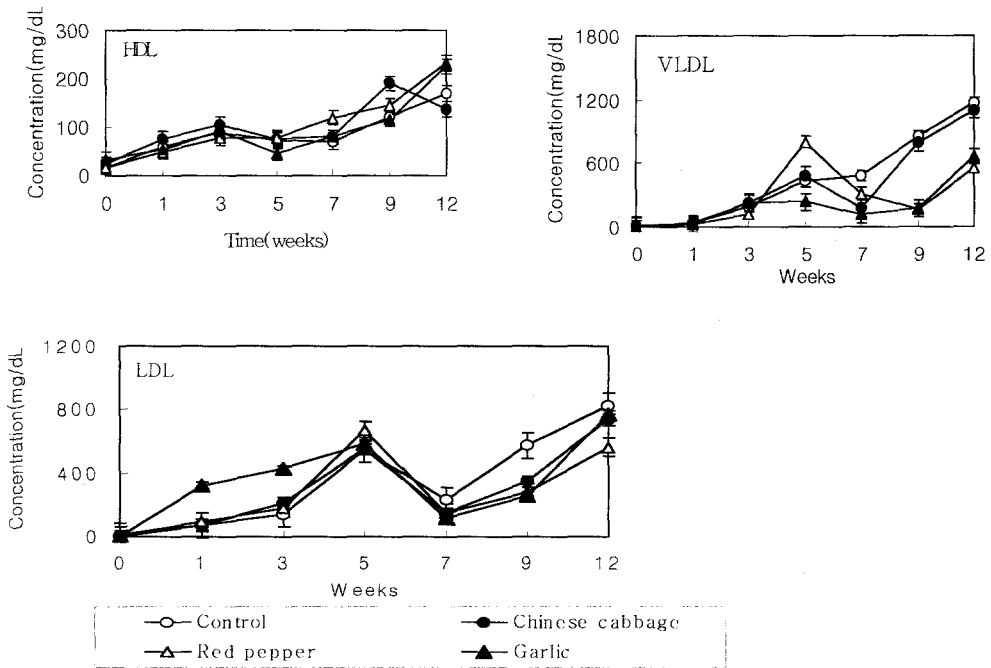 HDL
Concentration(mg/dL)
300
200
100
0
0 1 3 5 7 9 12
Time(weeks)
VLDL
Concentration(mg/dL)
1800
1200
600
0
0 1 3 5 7 9 12
Weeks
LDL
Concentration(mg/dL)
1200
800
400
0
0 1 3 5 7 9 12
Weeks
Control
Chinese cabbage
Red pepper
Garlic